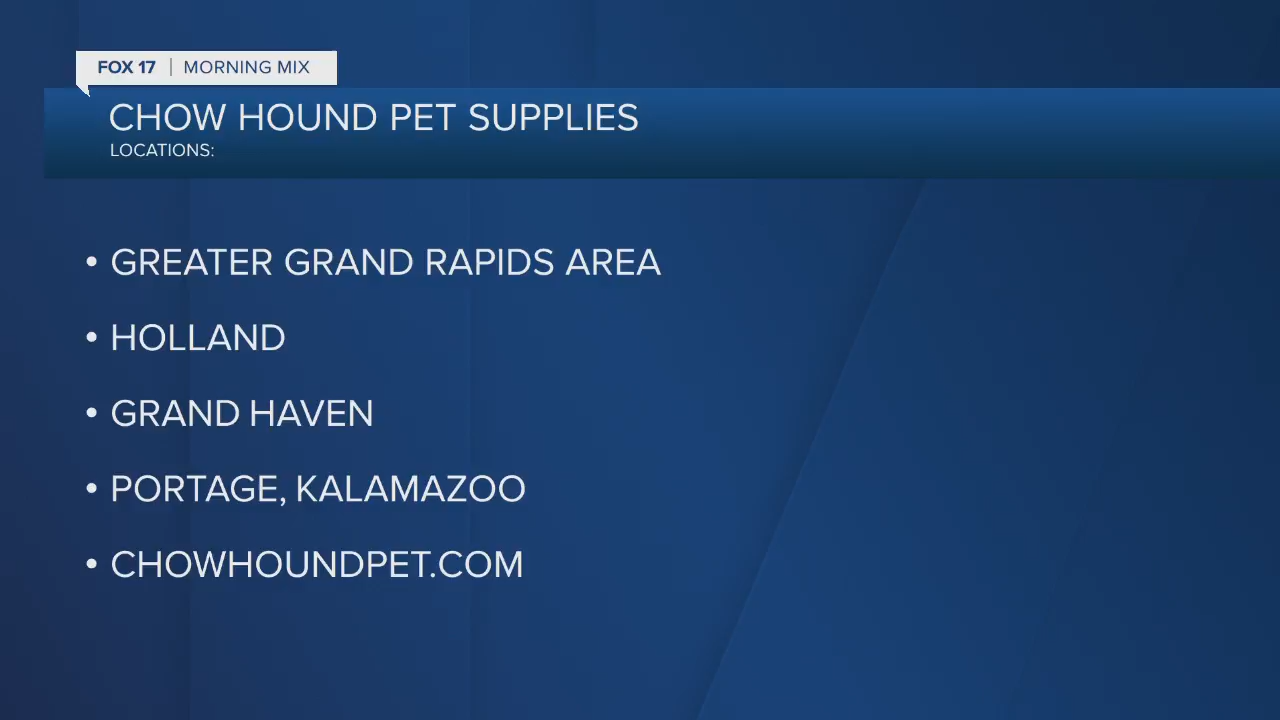 FOX 17 | MORNING MIX
CHOW HOUND PET SUPPLIES
LOCATIONS:
• GREATER GRAND RAPIDS AREA
• HOLLAND
• GRAND HAVEN
• PORTAGE, KALAMAZOO
• CHOWHOUNDPET.COM